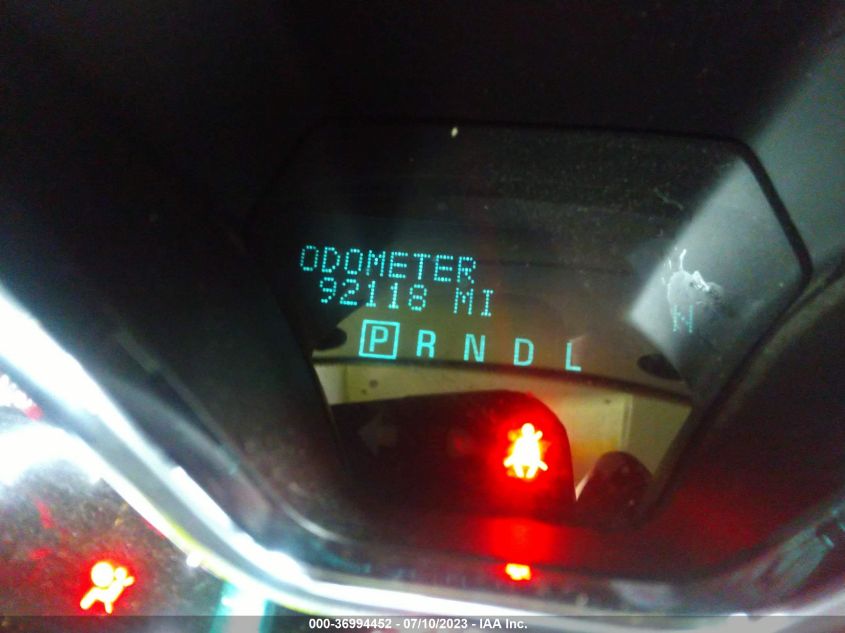 ODOMETER
92118 MI
P R N D L
N
000-36994452 - 07/10/2023 - IAA Inc.